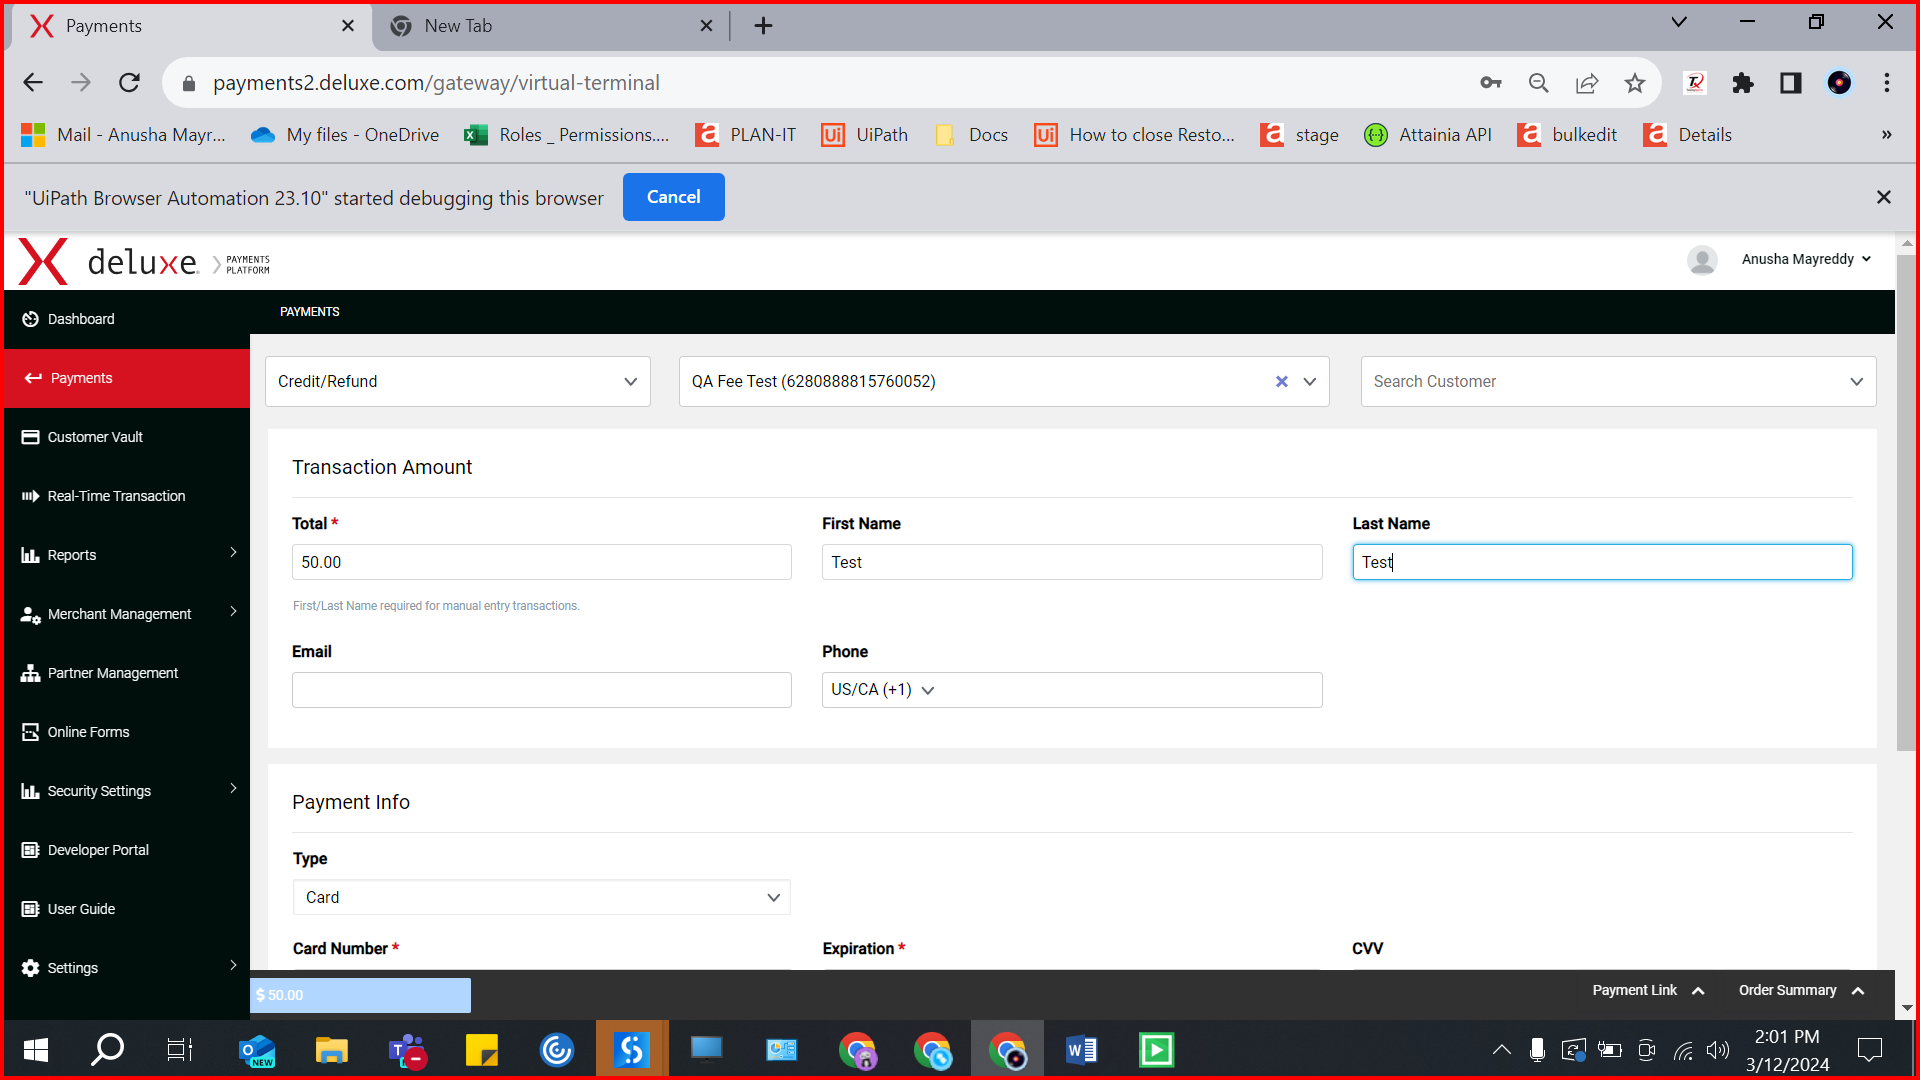 Payments
New Tab
payments2.deluxe.com/gateway/virtual-terminal
Mail - Anusha Mayr... My files - OneDrive Roles _ Permissions.... PLAN-IT UiPath Docs How to close Resto... stage Attainia API bulkedit Details »
"UiPath Browser Automation 23.10" started debugging this browser Cancel
deluxe. PAYMENTS PLATFORM
Anusha Mayreddy
Dashboard
Payments
Customer Vault
Real-Time Transaction
Reports
Merchant Management
Partner Management
Online Forms
Security Settings
Developer Portal
User Guide
Settings
PAYMENTS
Credit/Refund QA Fee Test (6280888815760052) Search Customer
Transaction Amount
Total * First Name Last Name
50.00 Test Test
First/Last Name required for manual entry transactions.
Email Phone
US/CA (+1)
Payment Info
Type
Card
Card Number * Expiration * CVV
$ 50.00 Payment Link Order Summary
NEW
2:01 PM
3/12/2024